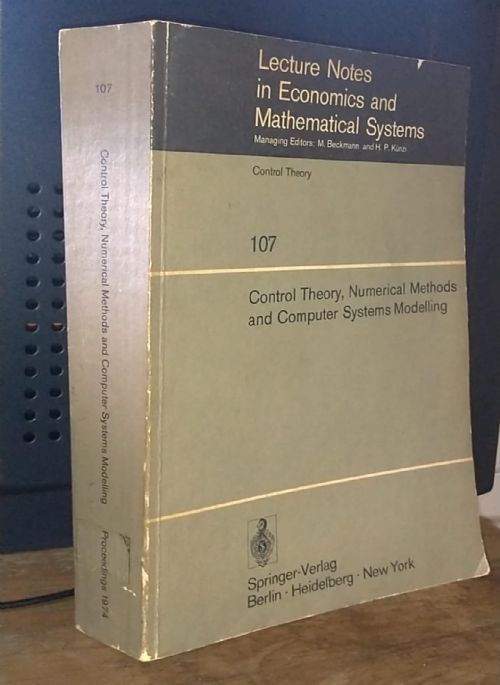 107
Control Theory, Numerical Methods and Computer Systems Modelling
Proceedings 1974
Lecture Notes
in Economics and
Mathematical Systems
Managing Editors: M. Beckmann and H. P. Künzi
Control Theory
107
Control Theory, Numerical Methods
and Computer Systems Modelling
Springer-Verlag
Berlin · Heidelberg · New York